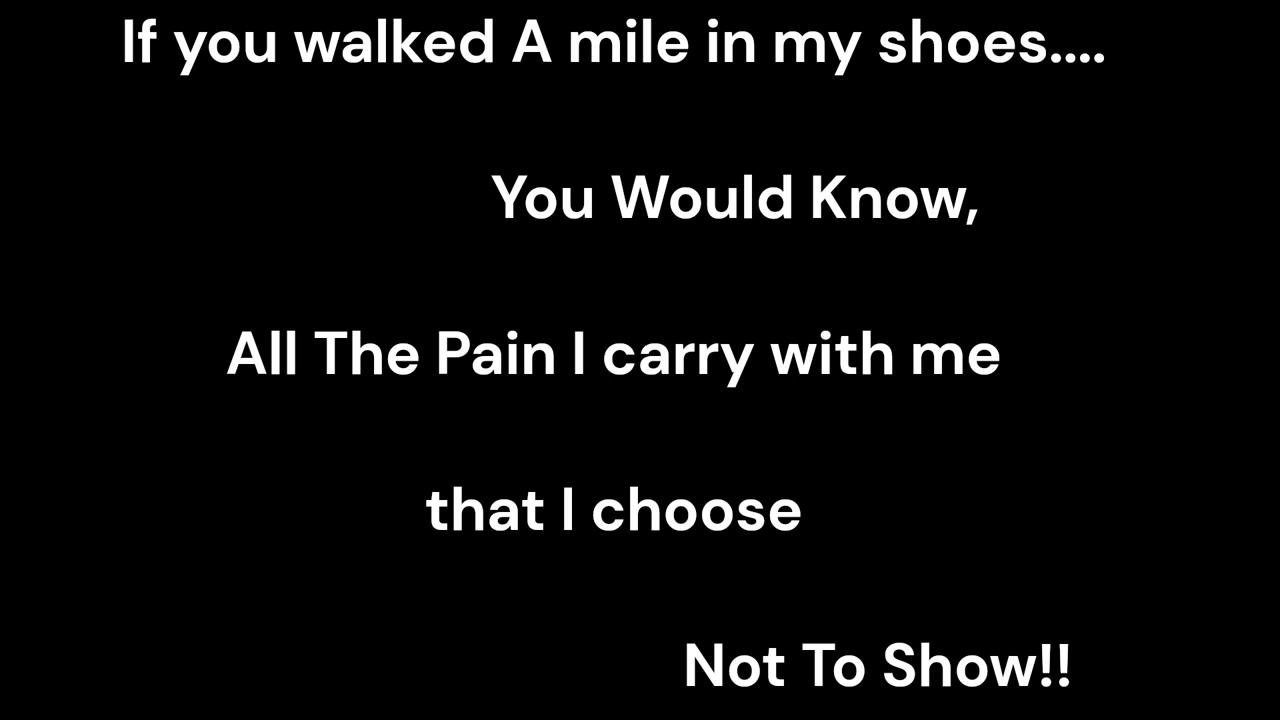 If you walked A mile in my shoes....
You Would Know,
All The Pain I carry with me
that I choose
Not To Show!!